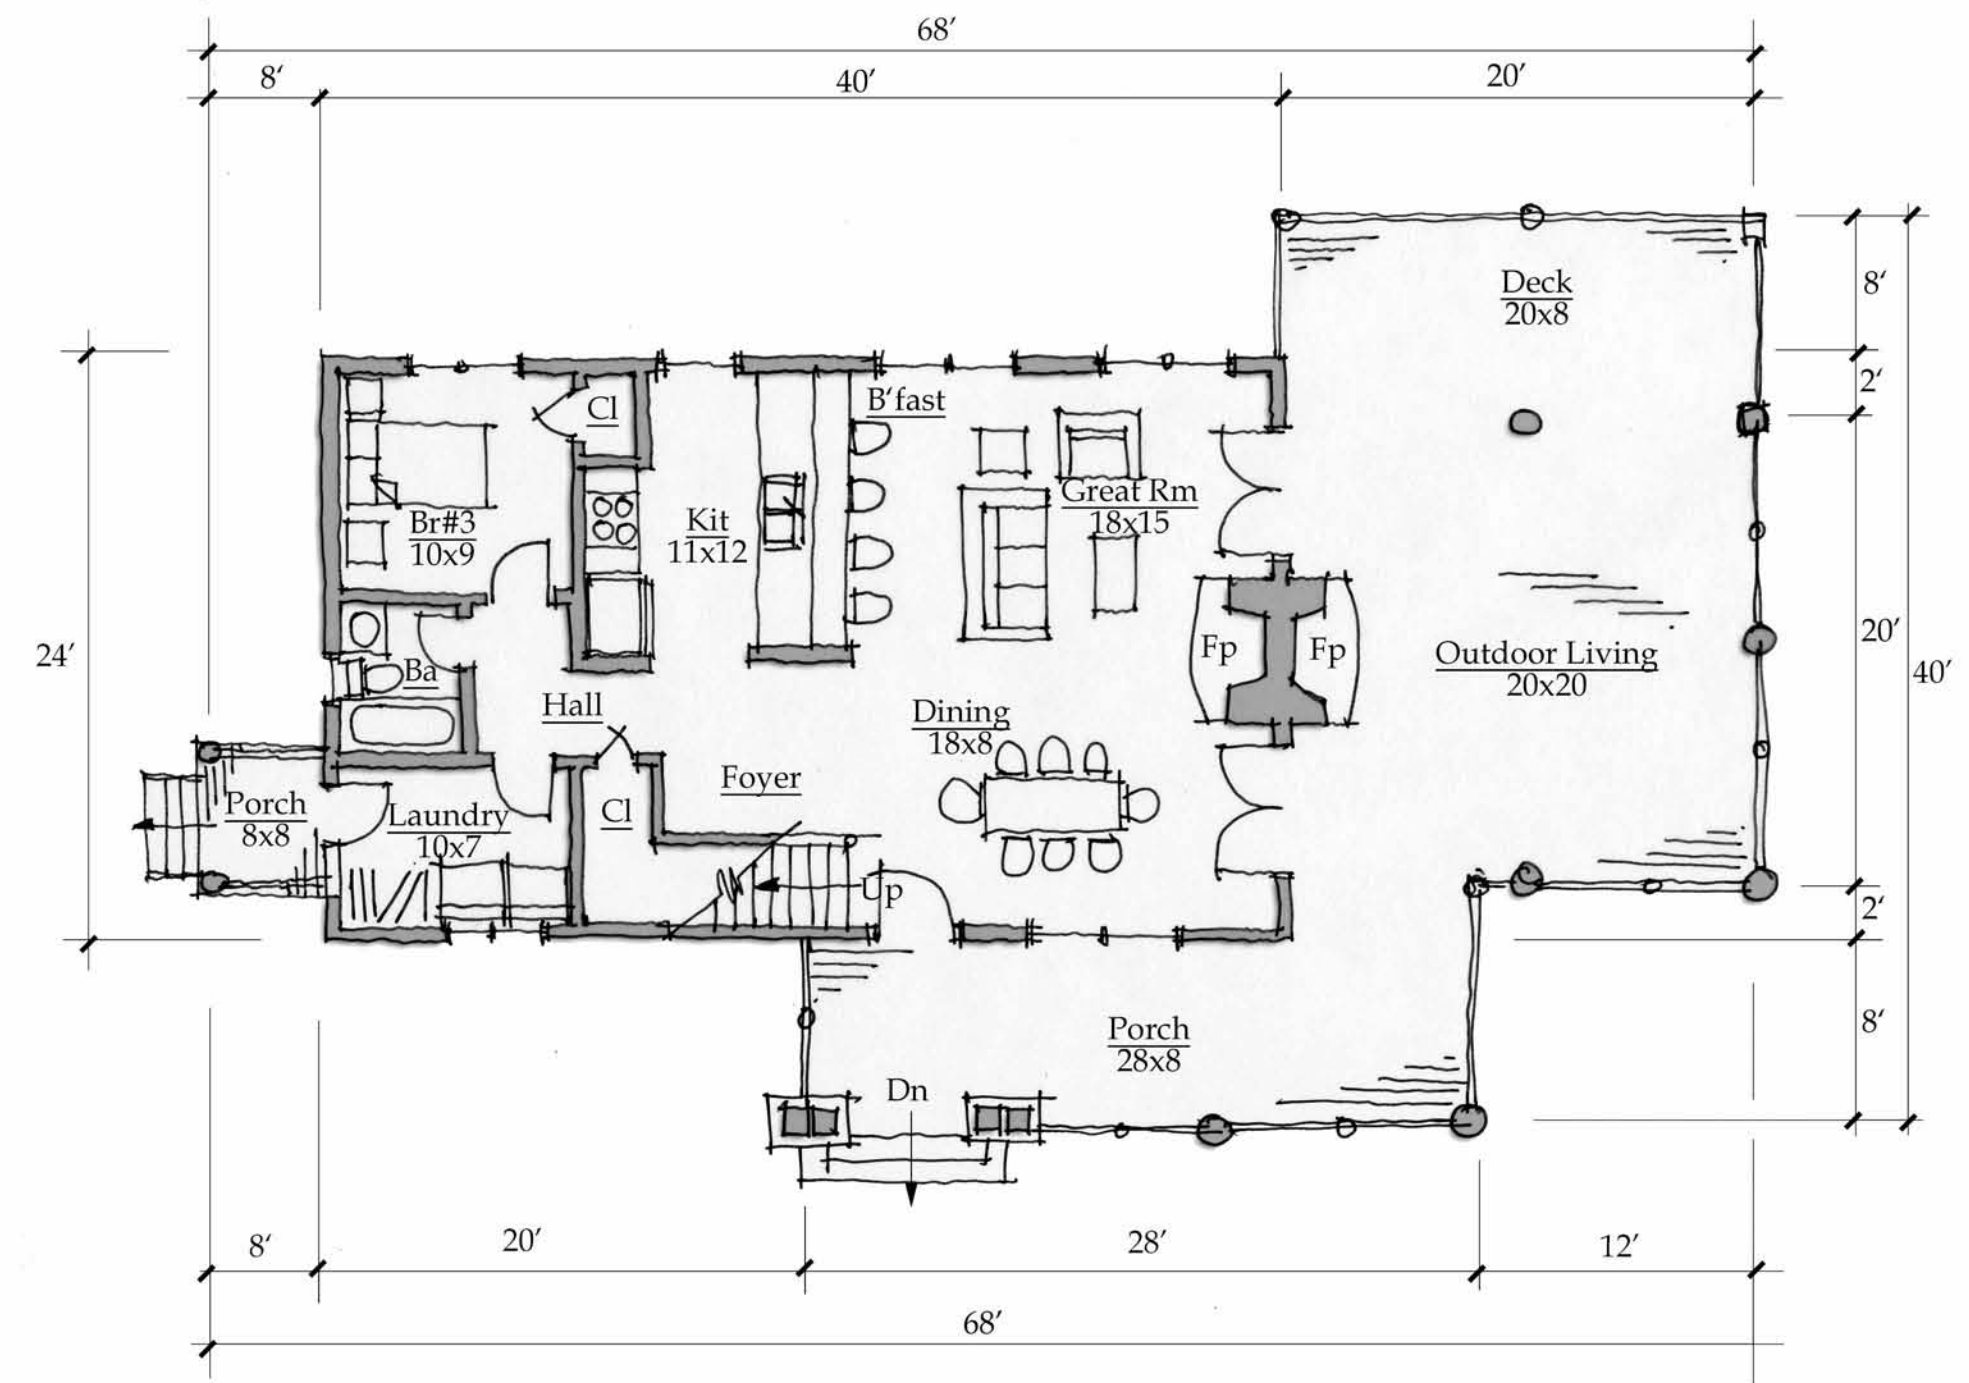 68′
8‘
40′
20′
Deck
20x8
8‘
2‘
B‘fast
Cl
Great Rm
18x15
Br#3
10x9
Kit
11x12
24′
Ba
Hall
Fp
Fp
Outdoor Living
20x20
20′
40′
Dining
18x8
Foyer
Porch
8x8
Laundry
10x7
Cl
Up
2‘
Porch
28x8
8‘
Dn
8‘
20′
28′
12′
68′